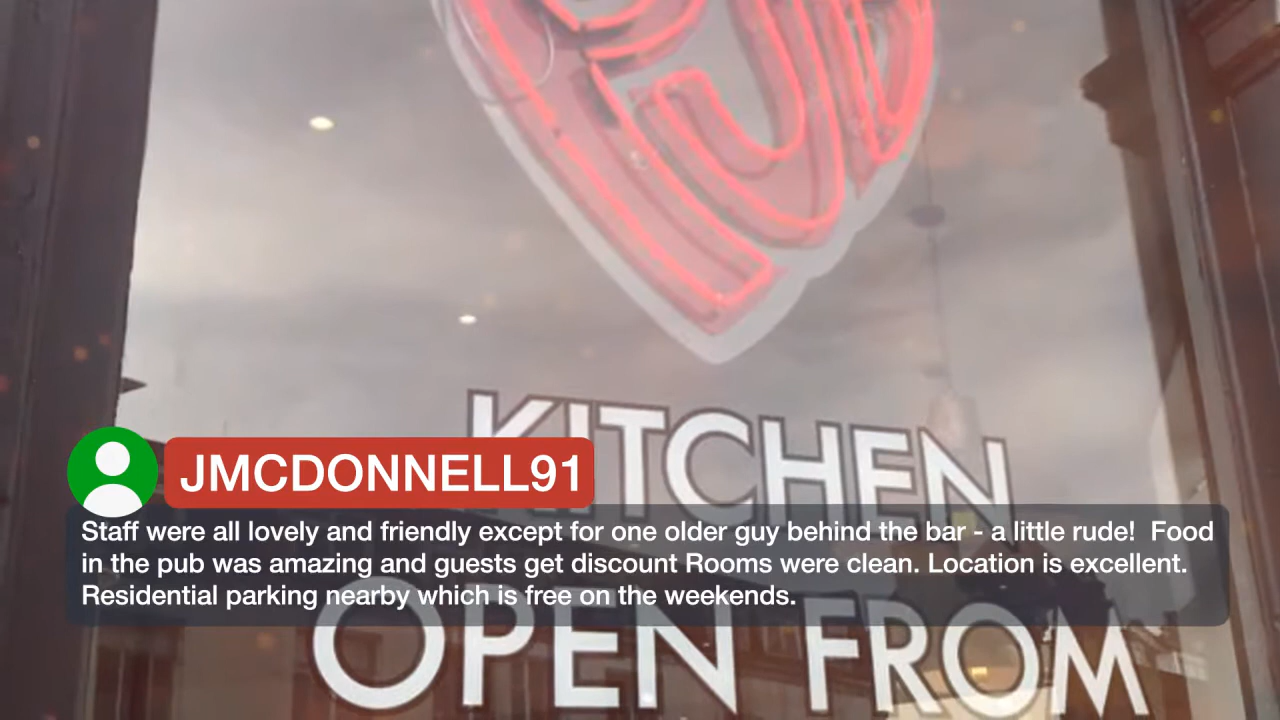 KITCHEN
JMCDONNELL91
Staff were all lovely and friendly except for one older guy behind the bar - a little rude!  Food
in the pub was amazing and guests get discount Rooms were clean. Location is excellent.
Residential parking nearby which is free on the weekends.
OPEN FROM